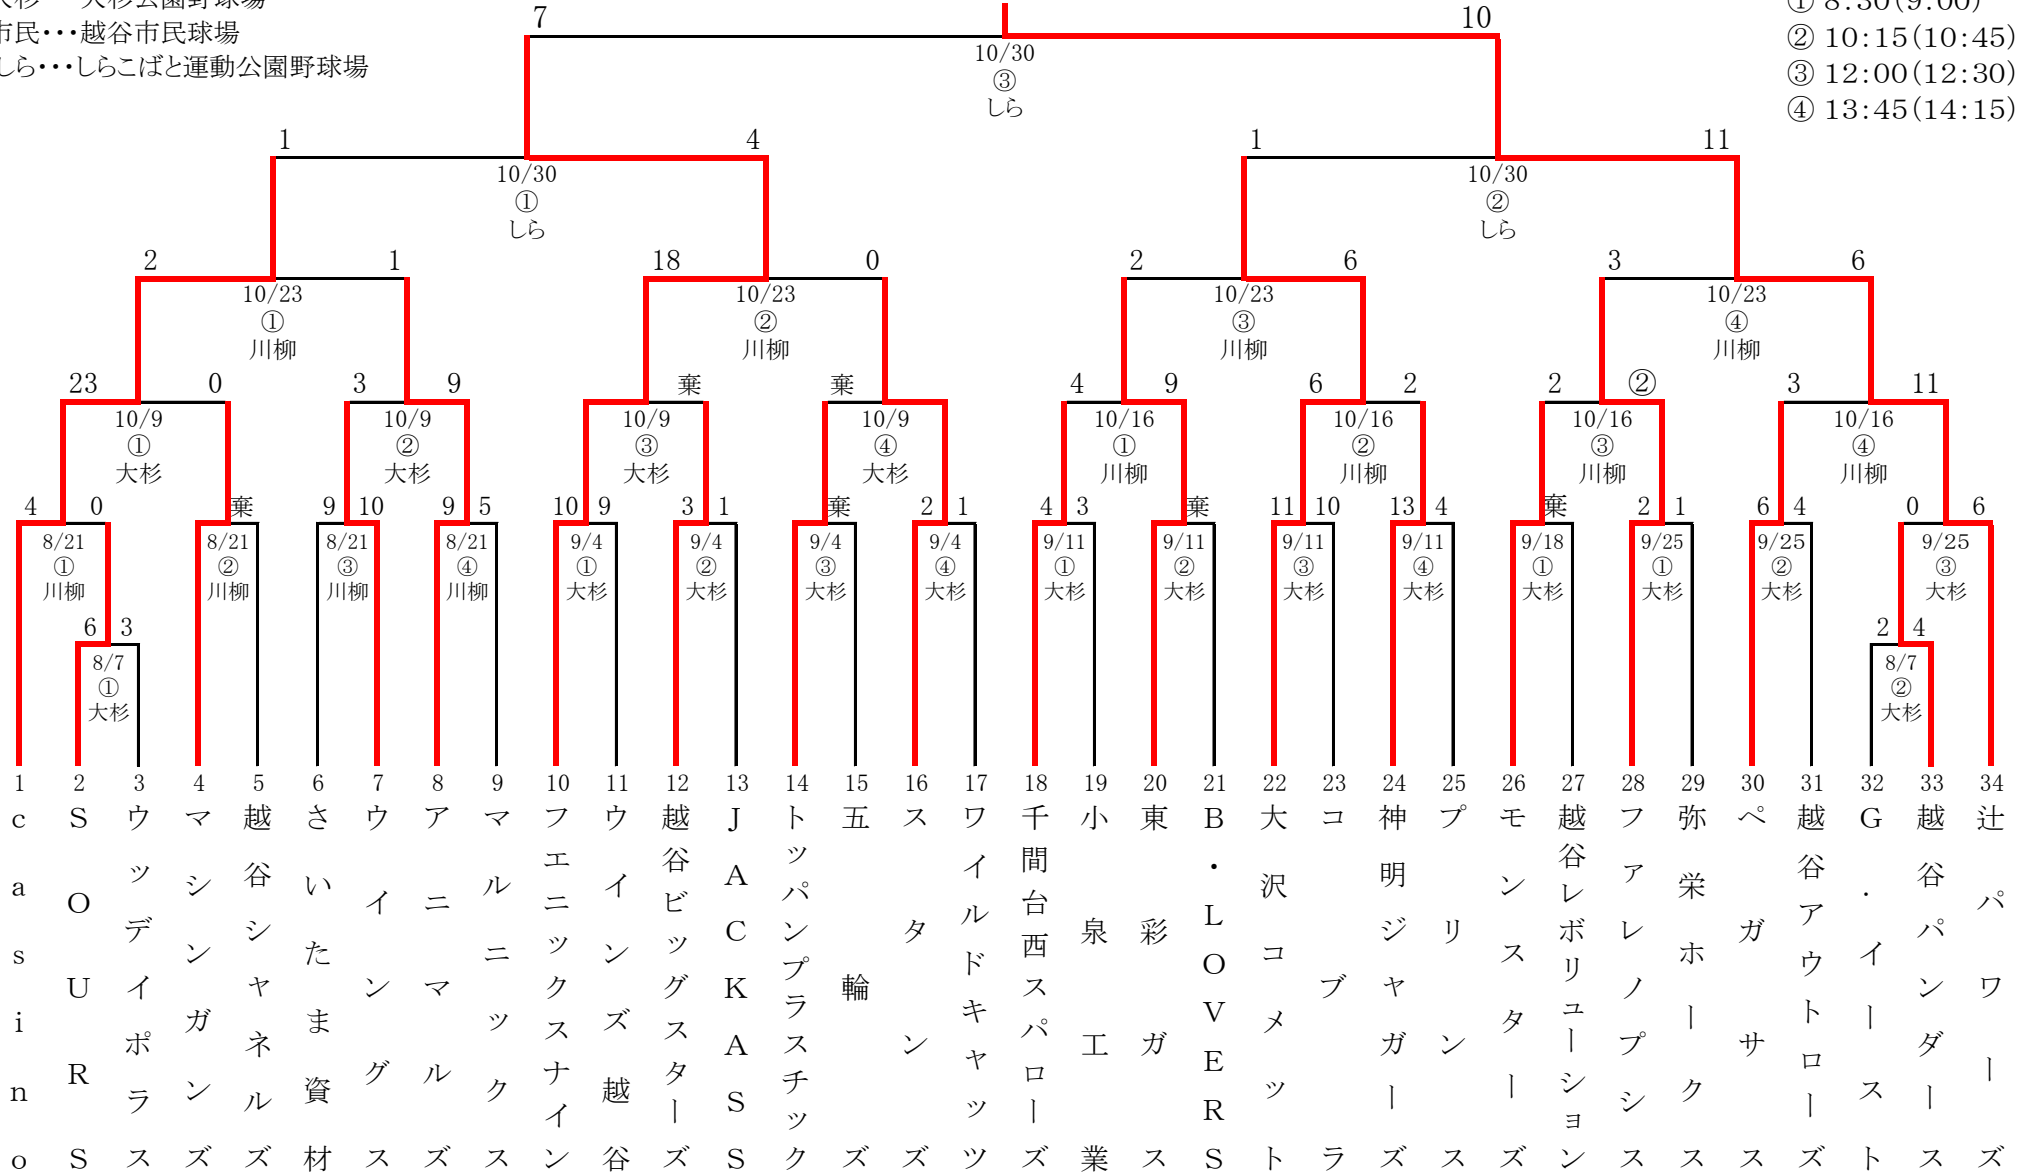 大杉・・・大杉公園野球場
市民・・・越谷市民球場
しら・・・しらこばと運動公園野球場
① 8:30(9:00)
② 10:15(10:45)
③ 12:00(12:30)
④ 13:45(14:15)
7 10
10/30
③
しら
1 4 1 11
10/30 10/30
① ②
しら しら
2 1 18 0 2 6 3 6
10/23 10/23 10/23 10/23
① ② ③ ④
川柳 川柳 川柳 川柳
23 0 3 9 棄 棄 4 9 6 2 2 ② 3 11
10/9 10/9 10/9 10/9 10/16 10/16 10/16 10/16
① ② ③ ④ ① ② ③ ④
大杉 大杉 大杉 大杉 川柳 川柳 川柳 川柳
4 0 棄 9 10 9 5 10 9 3 1 棄 2 1 4 3 棄 11 10 13 4 棄 2 1 6 4 0 6
8/21 8/21 8/21 8/21 9/4 9/4 9/4 9/4 9/11 9/11 9/11 9/11 9/18 9/25 9/25 9/25
① ② ③ ④ ① ② ③ ④ ① ② ③ ④ ① ① ② ③
川柳 川柳 川柳 川柳 大杉 大杉 大杉 大杉 大杉 大杉 大杉 大杉 大杉 大杉 大杉 大杉
6 3 2 4
8/7 8/7
① ②
大杉 大杉
1 casino
2 SOURS
3 ウッディポラス
4 マシンガンズ
5 越谷シャネルズ
6 さいたま資材
7 ウイングス
8 アニマルズ
9 マルニックス
10 フエニックスナイン
11 ウインズ越谷
12 越谷ビッグスターズ
13 JACKASS
14 トッパンプラスチック
15 五輪ズ
16 スタンズ
17 ワイルドキャッツ
18 千間台西スパローズ
19 小泉工業
20 東彩ガス
21 B・LOVERS
22 大沢コメット
23 コブラ
24 神明ジャガーズ
25 プリンス
26 モンスターズ
27 越谷レボリューション
28 ファレノプシス
29 弥栄ホークス
30 ペガサス
31 越谷アウトローズ
32 G.イースト
33 越谷パンダース
34 辻パワーズ